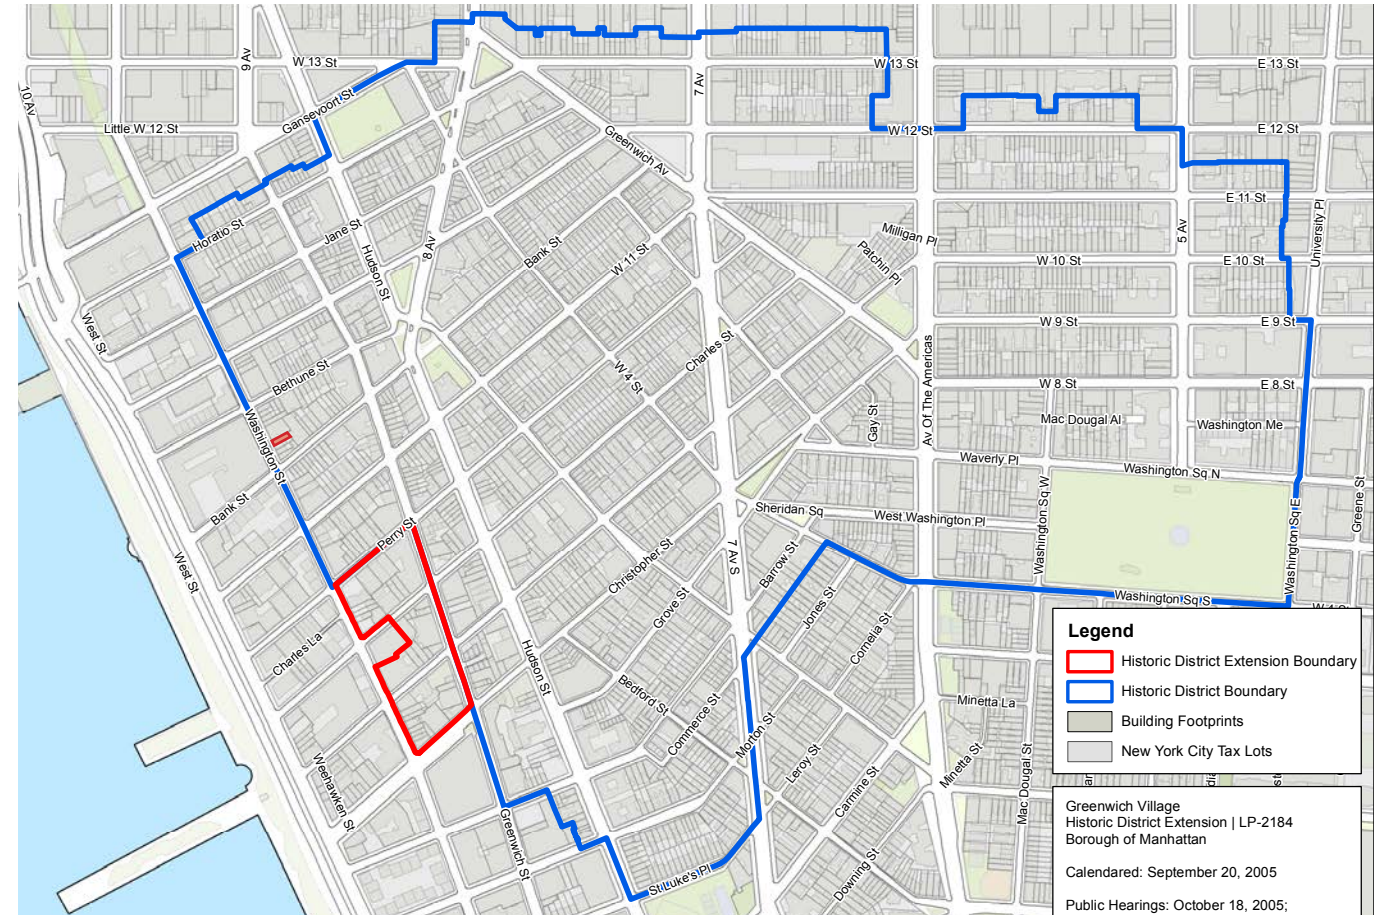 9 Av
W 13 St
10 Av
Gansevoort St
Little W 12 St
7 Av
W 13 St
E 13 St
W 12 St
E 12 St
Greenwich Av
E 11 St
University Pl
5 Av
Horatio St
Jane St
8 Av
Bank St
W 11 St
Milligan Pl
Patchin Pl
W 10 St
E 10 St
Hudson St
West St
W 9 St
E 9 St
Charles St
Av Of The Americas
Bethune St
W 4 St
W 8 St
E 8 St
Gay St
Mac Dougal Al
Washington Me
Washington St
Waverly Pl
Washington Sq N
Bank St
Washington Sq W
Greene St
Sheridan Sq
West Washington Pl
Washington Sq E
Perry St
West St
7 Av S
Barrow St
Christopher St
Grove St
Jones St
Cornelia St
Washington Sq S
W 4 St
Charles La
Hudson St
Bedford St
Commerce St
Morton St
Leroy St
Minetta La
Minetta St
Mac Dougal St
Carmine St
Weehawken St
Greenwich St
St Luke's Pl
Downing St
Legend
Historic District Extension Boundary
Historic District Boundary
Building Footprints
New York City Tax Lots
Greenwich Village
Historic District Extension | LP-2184
Borough of Manhattan
Calendared: September 20, 2005
Public Hearings: October 18, 2005;